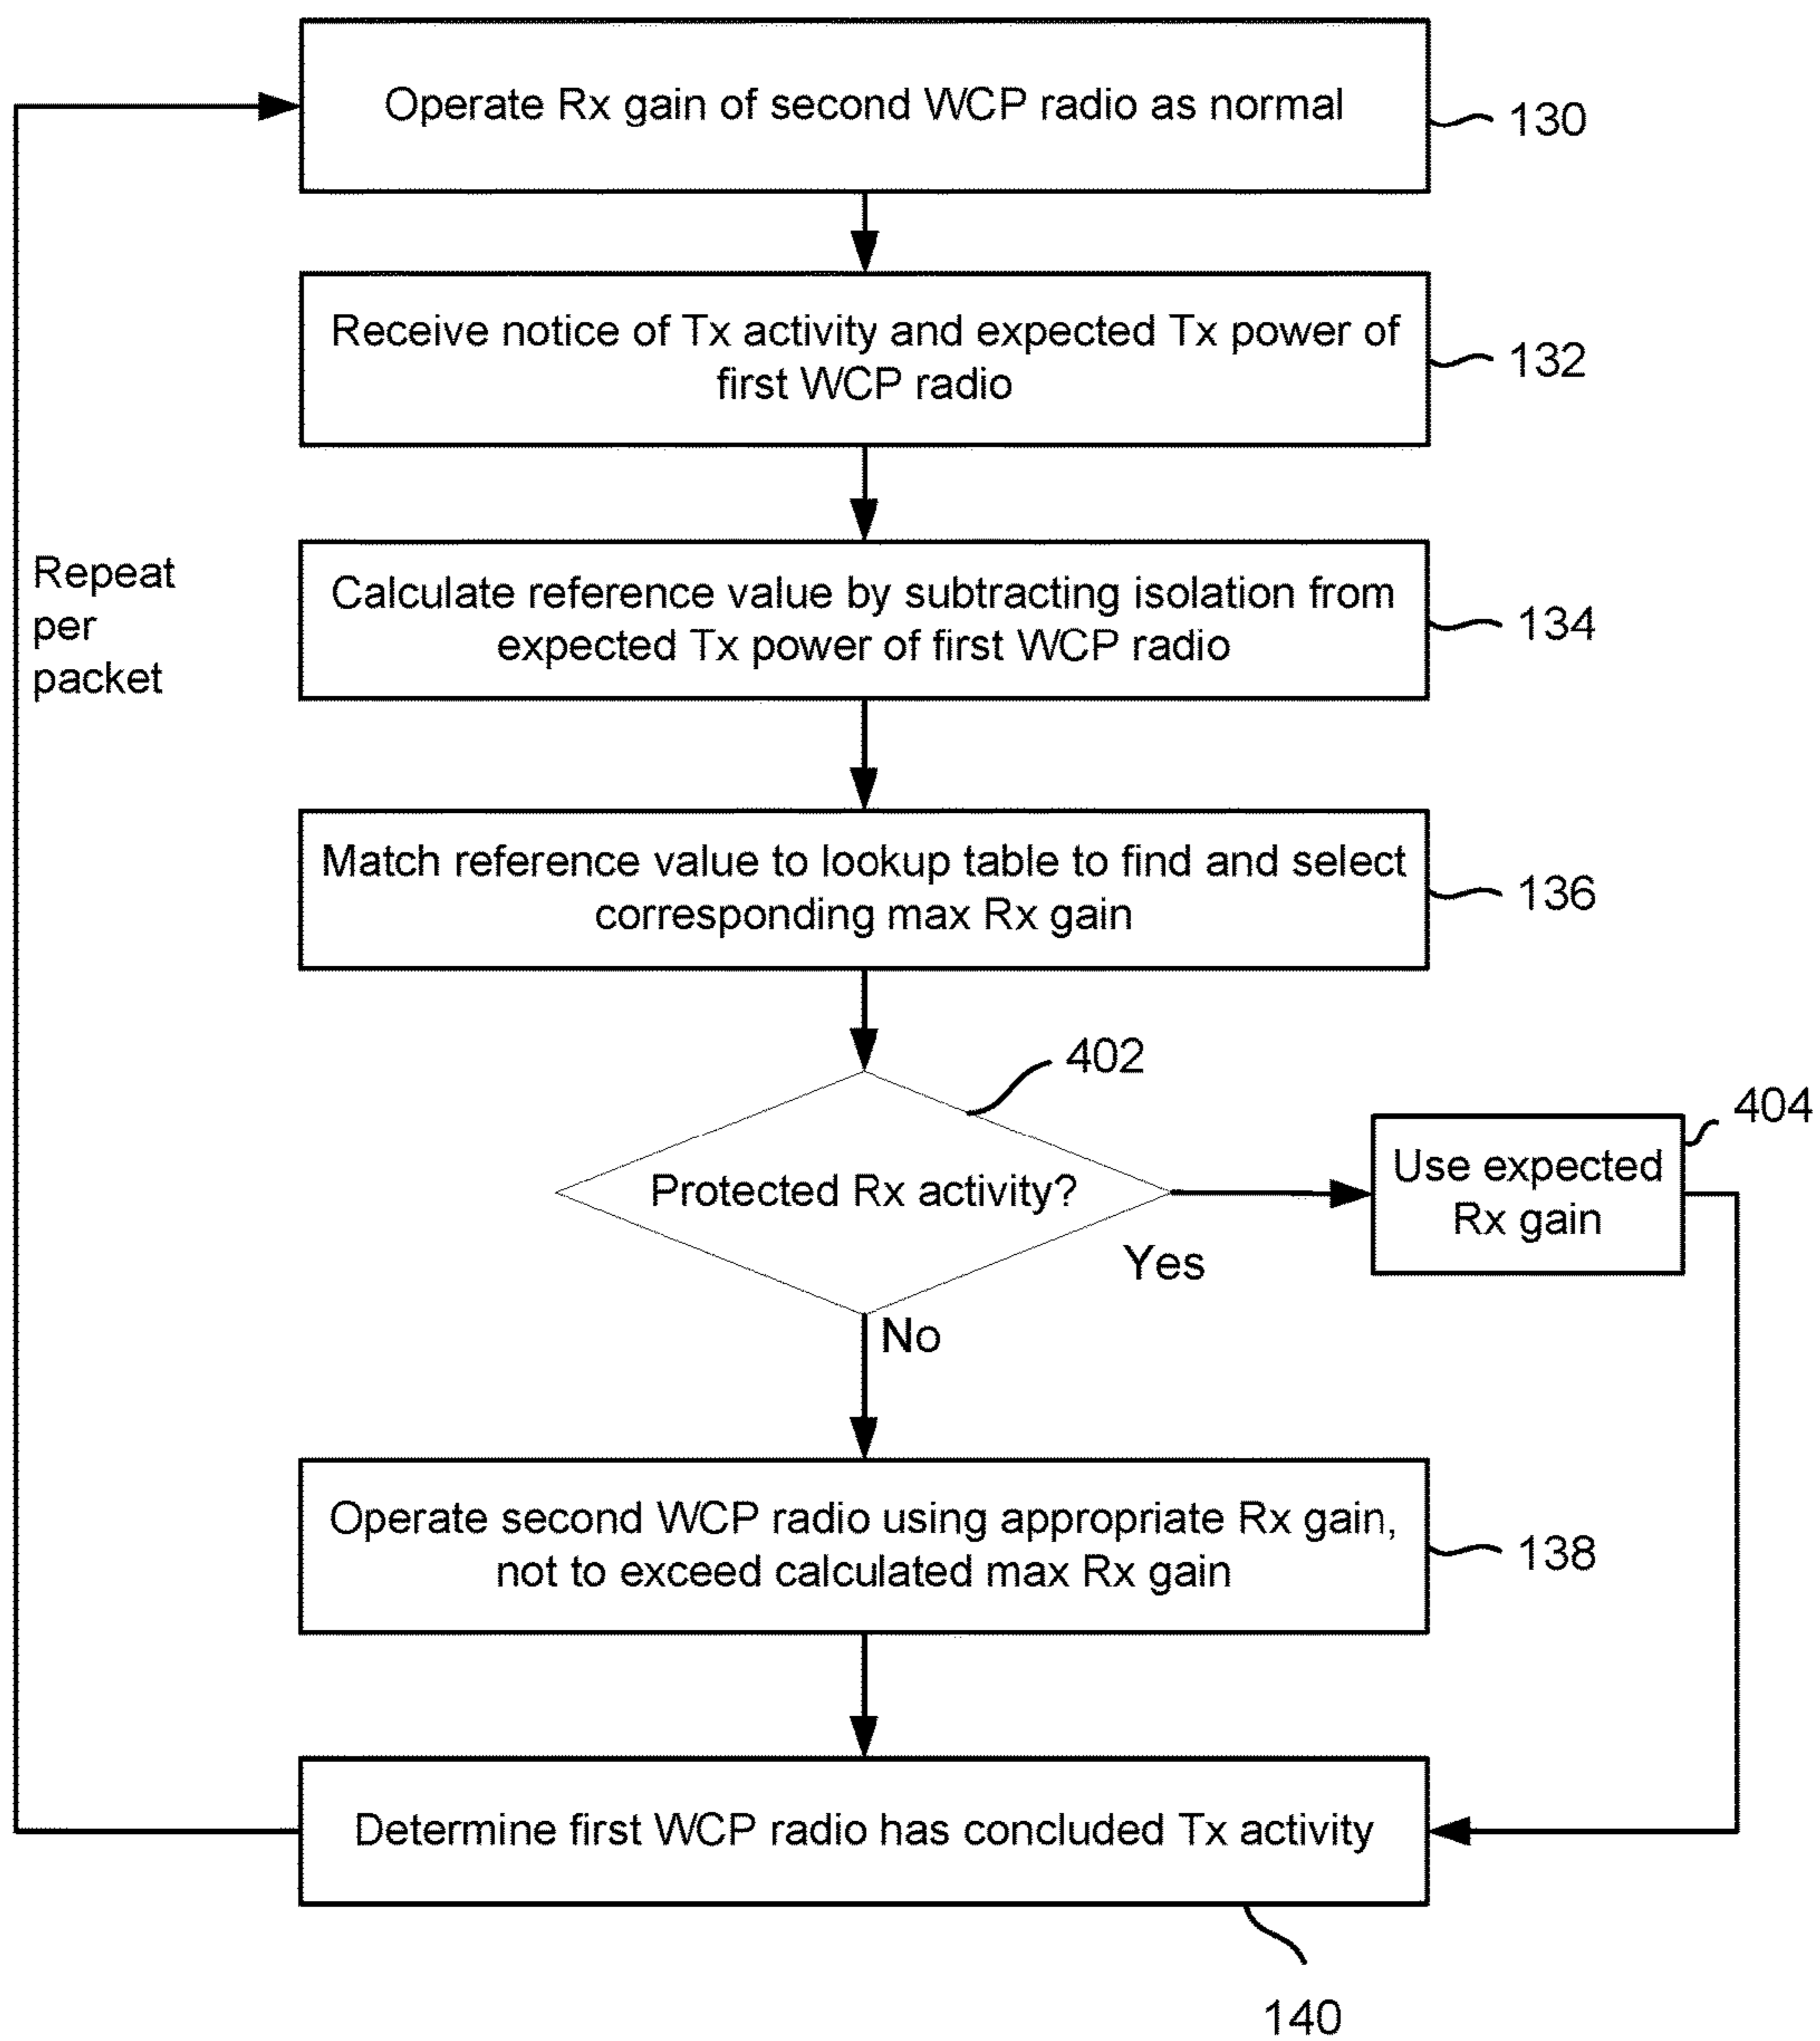 Operate Rx gain of second WCP radio as normal
130
Receive notice of Tx activity and expected Tx power of
first WCP radio
132
Repeat
per
packet
Calculate reference value by subtracting isolation from
expected Tx power of first WCP radio
134
Match reference value to lookup table to find and select
corresponding max Rx gain
136
402
Protected Rx activity?
Yes
404
Use expected
Rx gain
No
Operate second WCP radio using appropriate Rx gain,
not to exceed calculated max Rx gain
138
Determine first WCP radio has concluded Tx activity
140